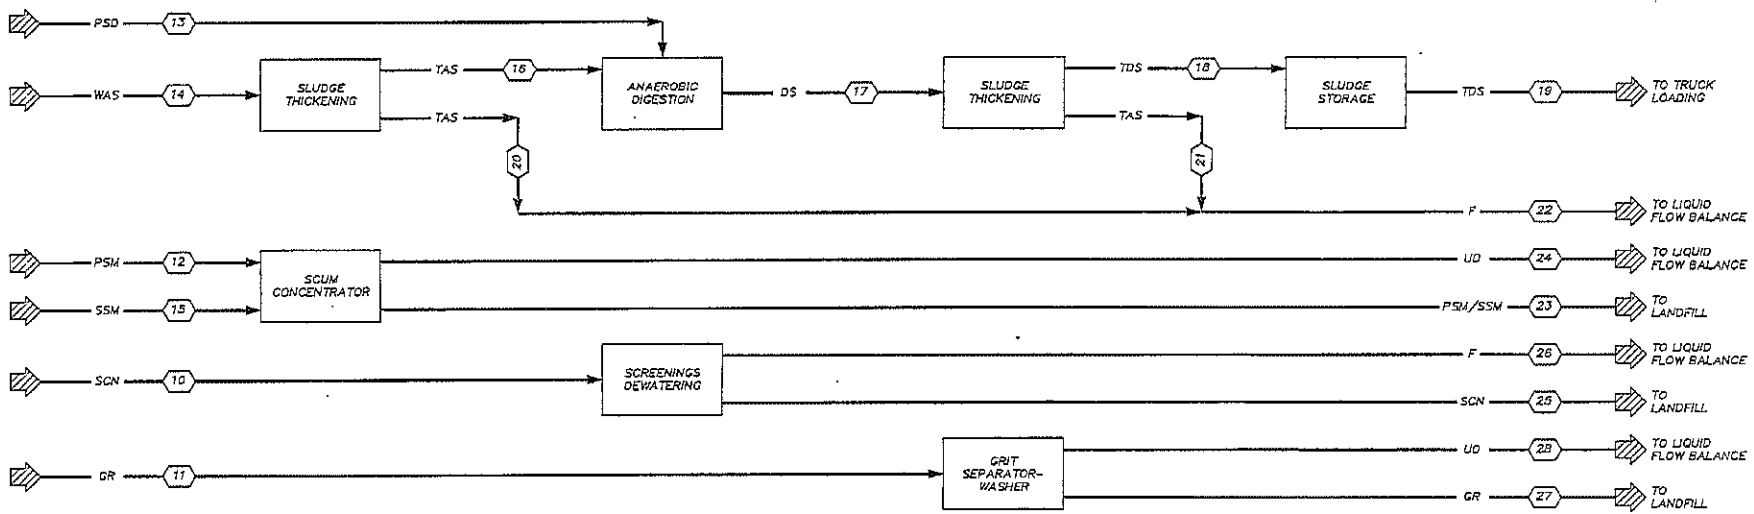 PSD 13
WAS 14
SLUDGE
THICKENING
TAS 16
TAS
20
ANAEROBIC
DIGESTION
DS 17
SLUDGE
THICKENING
TDS 18
TAS
21
SLUDGE
STORAGE
TDS 19
TO TRUCK
LOADING
F 22
TO LIQUID
FLOW BALANCE
PSM 12
SSM 15
SCUM
CONCENTRATOR
UD 24
TO LIQUID
FLOW BALANCE
PSM/SSM 23
TO
LANDFILL
SCN 10
SCREENINGS
DEWATERING
F 26
TO LIQUID
FLOW BALANCE
SCN 25
TO
LANDFILL
GR 11
GRIT
SEPARATOR-
WASHER
UD 28
TO LIQUID
FLOW BALANCE
GR 27
TO
LANDFILL